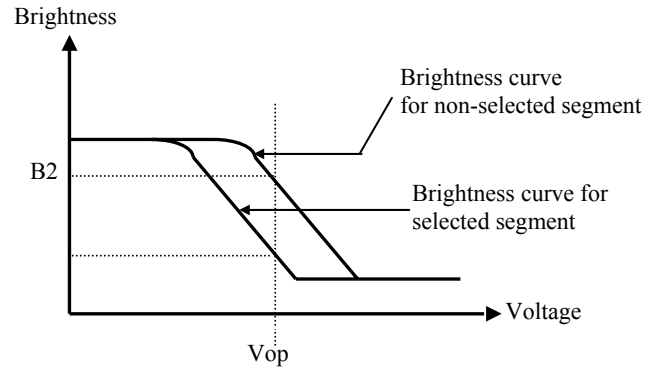 Brightness
Brightness curve
for non-selected segment
B2
Brightness curve for
selected segment
Voltage
Vop